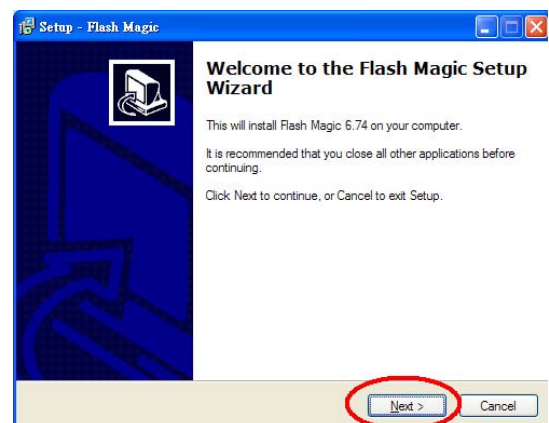 Setup - Flash Magic
Welcome to the Flash Magic Setup
Wizard
This will install Flash Magic 6.74 on your computer.
It is recommended that you close all other applications before
continuing.
Click Next to continue, or Cancel to exit Setup.
Next >
Cancel